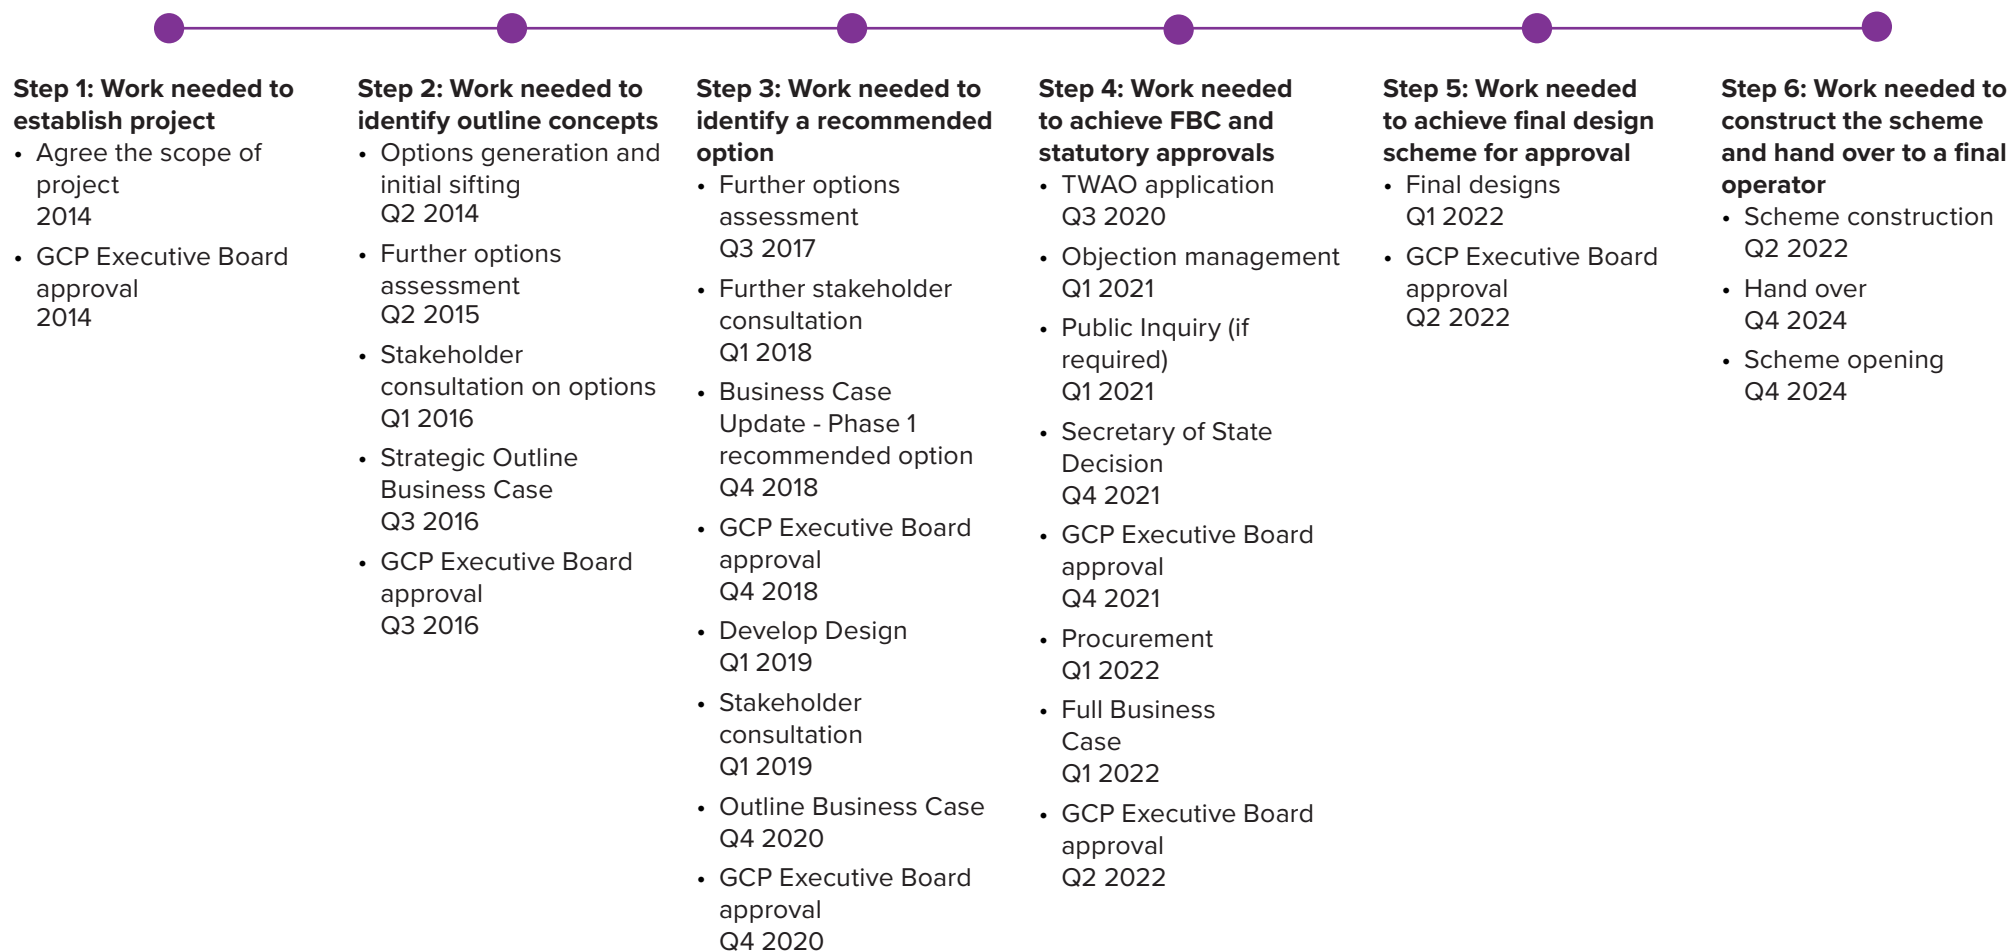 Step 1: Work needed to
establish project
• Agree the scope of
project
2014
• GCP Executive Board
approval
2014
Step 2: Work needed to
identify outline concepts
• Options generation and
initial sifting
Q2 2014
• Further options
assessment
Q2 2015
• Stakeholder
consultation on options
Q1 2016
• Strategic Outline
Business Case
Q3 2016
• GCP Executive Board
approval
Q3 2016
Step 3: Work needed to
identify a recommended
option
• Further options
assessment
Q3 2017
• Further stakeholder
consultation
Q1 2018
• Business Case
Update - Phase 1
recommended option
Q4 2018
• GCP Executive Board
approval
Q4 2018
• Develop Design
Q1 2019
• Stakeholder
consultation
Q1 2019
• Outline Business Case
Q4 2020
• GCP Executive Board
approval
Q4 2020
Step 4: Work needed
to achieve FBC and
statutory approvals
• TWAO application
Q3 2020
• Objection management
Q1 2021
• Public Inquiry (if
required)
Q1 2021
• Secretary of State
Decision
Q4 2021
• GCP Executive Board
approval
Q4 2021
• Procurement
Q1 2022
• Full Business
Case
Q1 2022
• GCP Executive Board
approval
Q2 2022
Step 5: Work needed
to achieve final design
scheme for approval
• Final designs
Q1 2022
• GCP Executive Board
approval
Q2 2022
Step 6: Work needed to
construct the scheme
and hand over to a final
operator
• Scheme construction
Q2 2022
• Hand over
Q4 2024
• Scheme opening
Q4 2024